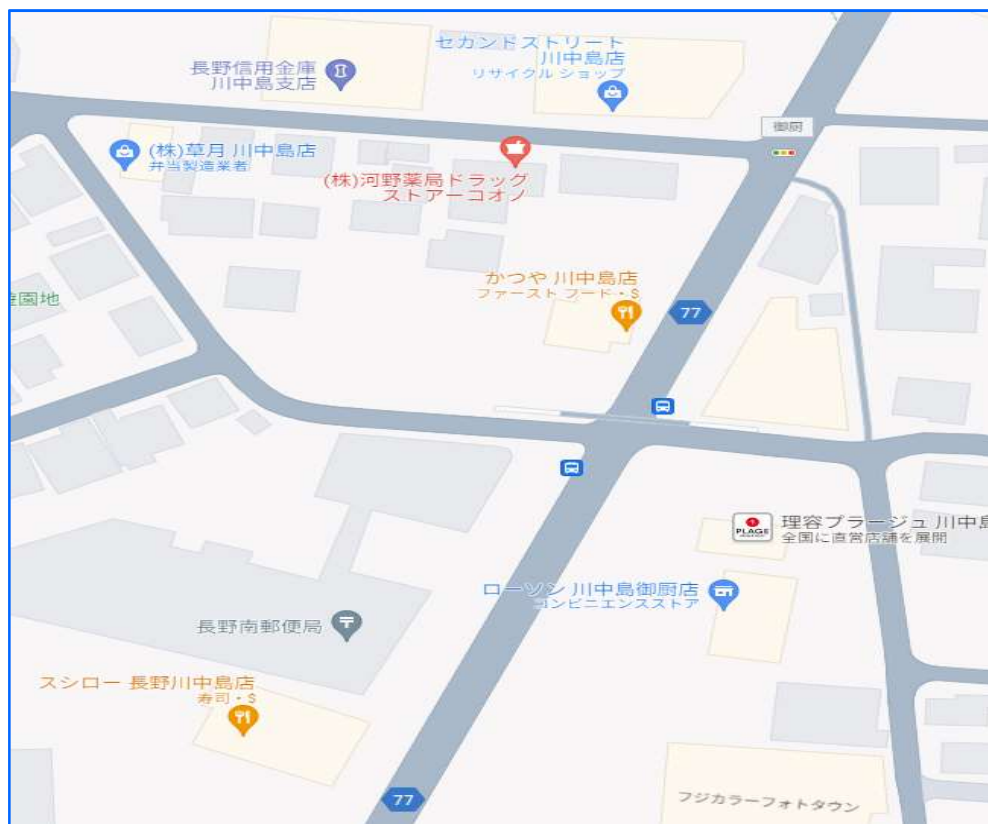 セカンドストリート
川中島店
リサイクル ショップ
長野信用金庫
川中島支店
御厨
(株)草月 川中島店
弁当製造業者
(株)河野薬局ドラッグ
ストアーコオノ
かつや 川中島店
ファースト フード・$
園地
77
PLAGE
理容プラージュ 川中島
全国に直営店舗を展開
ローソン 川中島御厨店
コンビニエンスストア
長野南郵便局
スシロー 長野川中島店
寿司・$
77
フジカラーフォトタウン